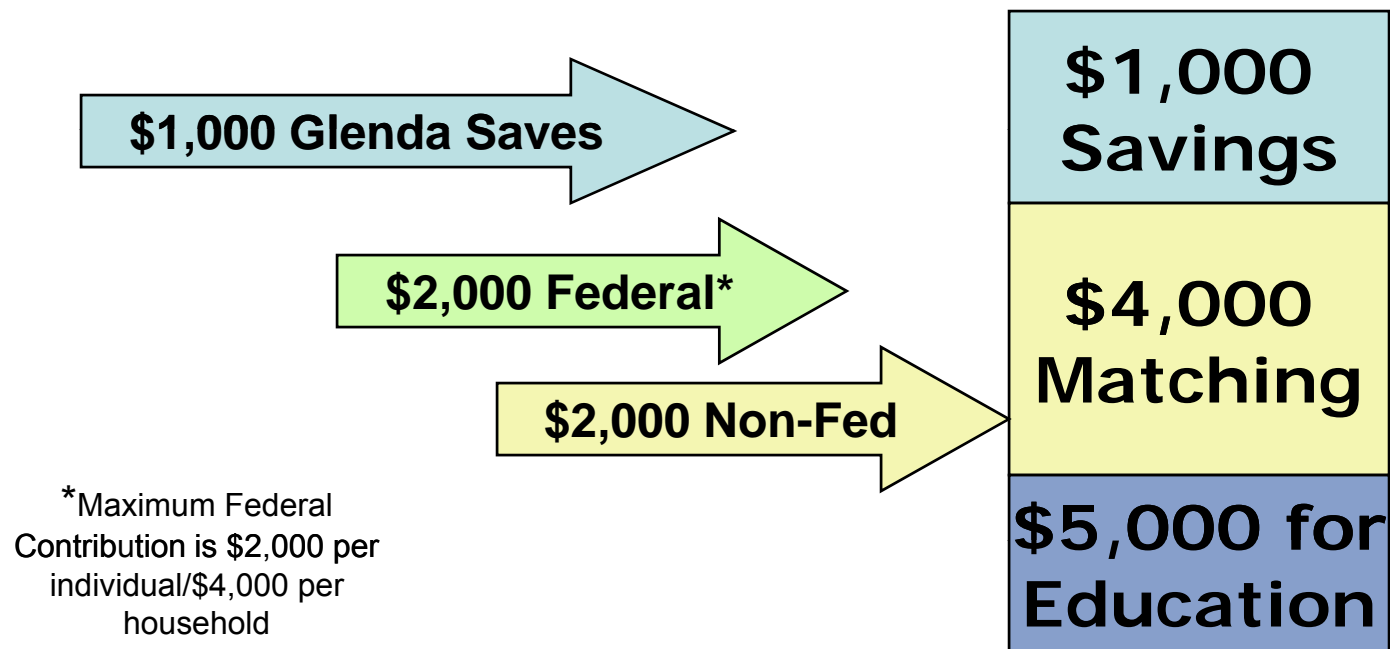 $1,000 Glenda Saves
$2,000 Federal*
$2,000 Non-Fed
*Maximum Federal
Contribution is $2,000 per
individual/$4,000 per
household
$1,000
Savings
$4,000
Matching
$5,000 for
Education